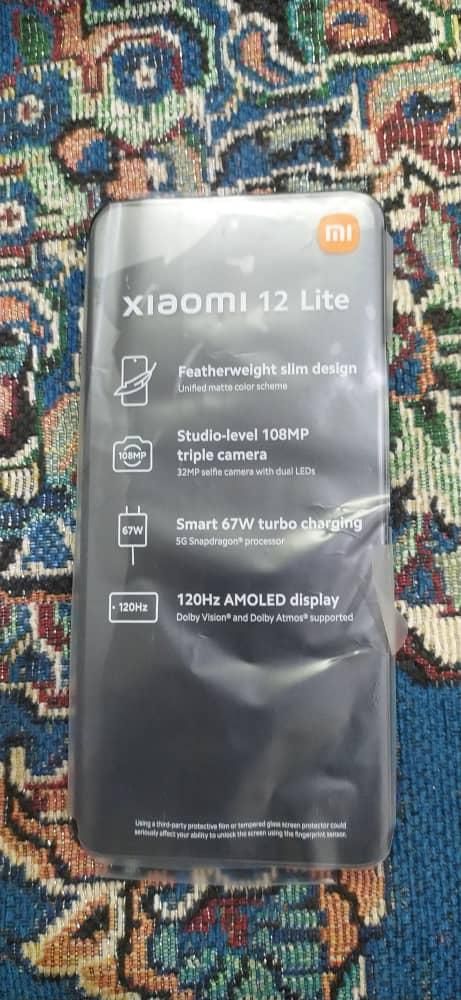 mi
xiaomi 12 Lite
Featherweight slim design
Unified matte color scheme
Studio-level 108MP
triple camera
108MP
32MP selfie camera with dual LEDs
Smart 67W turbo charging
67W
5G Snapdragon® processor
120Hz AMOLED display
120Hz
Dolby Vision® and Dolby Atmos® supported
Using a third-party protective film or tempered glass screen protector could
seriously affect your ability to unlock the screen using the fingerprint sensor.